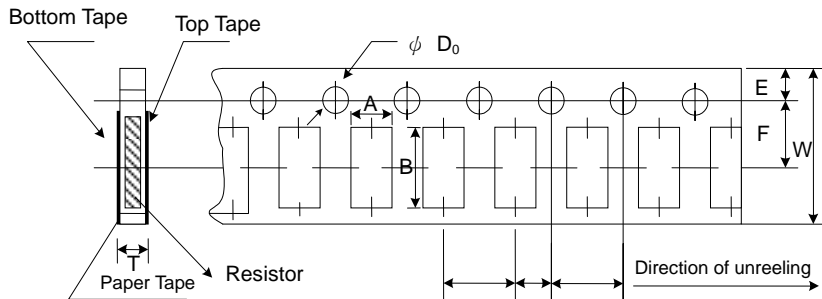 Bottom Tape
Top Tape
ψ D₀
E
A
F
B
W
T
Paper Tape
Resistor
Direction of unreeling